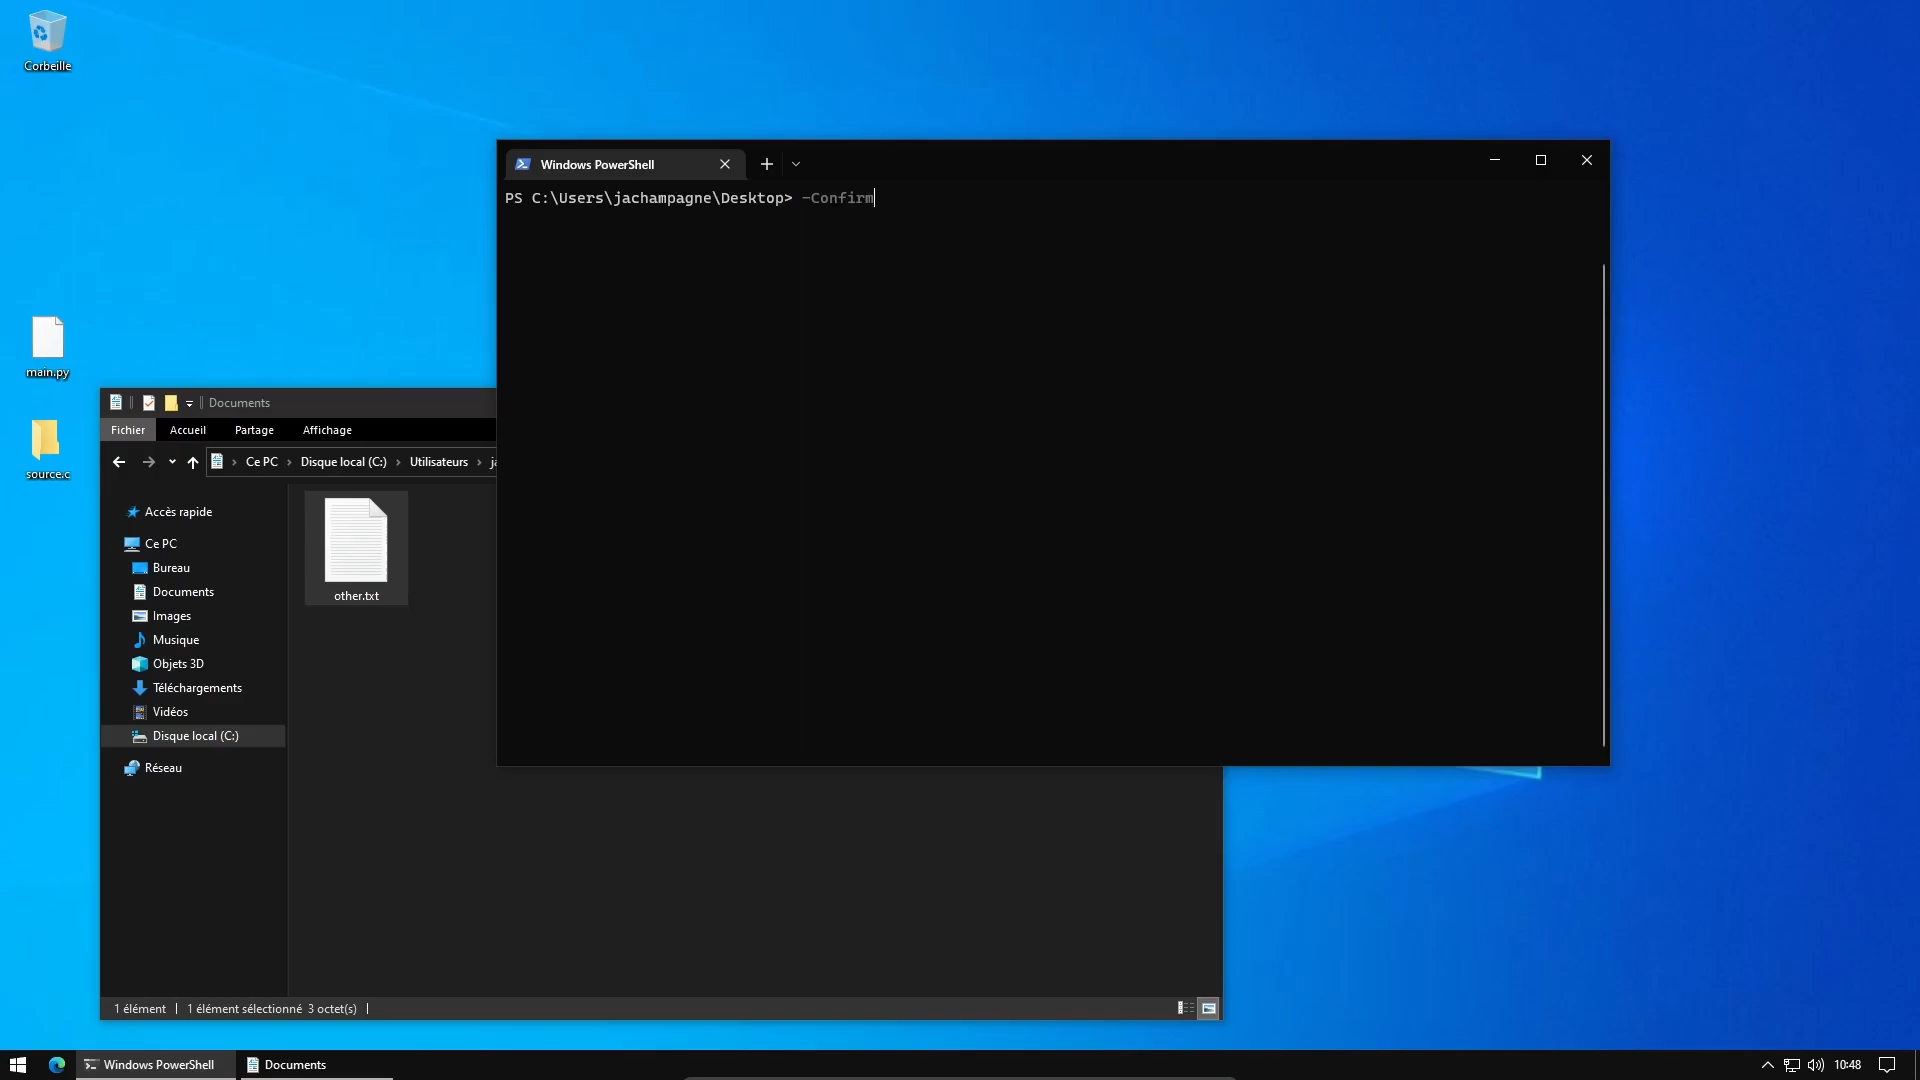 Corbeille
main.py
source.c
Windows PowerShell
PS C:\Users\jachampagne\Desktop> -Confirm
Documents
Fichier Accueil Partage Affichage
Ce PC Disque local (C:) Utilisateurs
Accès rapide
Ce PC
Bureau
Documents
Images
Musique
Objets 3D
Téléchargements
Vidéos
Disque local (C:)
Réseau
other.txt
1 élément 1 élément sélectionné 3 octet(s)
Windows PowerShell Documents 10:48